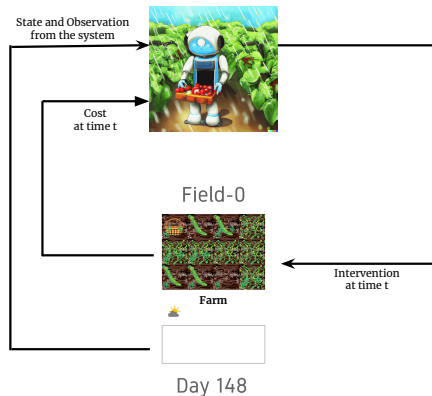 State and Observation
from the system
Cost
at time t
Field-0
Intervention
at time t
Farm
Day 148